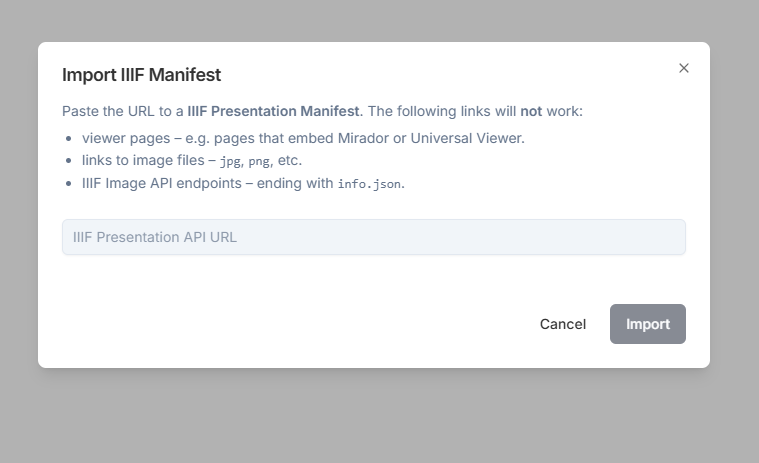 Import IIIF Manifest
Paste the URL to a IIIF Presentation Manifest. The following links will not work:
• viewer pages – e.g. pages that embed Mirador or Universal Viewer.
• links to image files – jpg, png, etc.
• IIIF Image API endpoints – ending with info.json.
IIIF Presentation API URL
Cancel Import